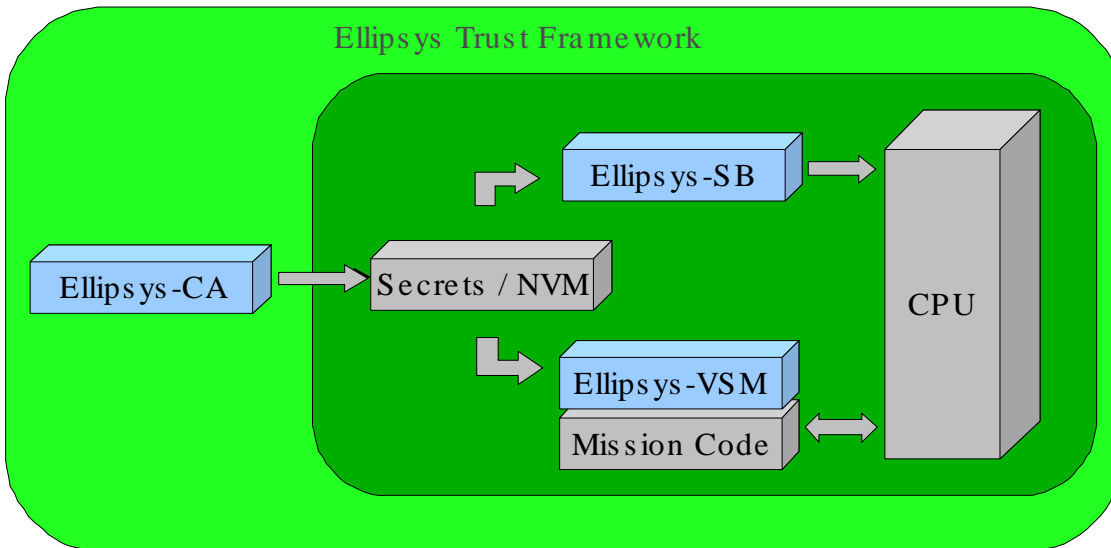 Ellipsys Trust Framework
Ellipsys-SB
Ellipsys-CA
Secrets / NVM
CPU
Ellipsys-VSM
Mission Code